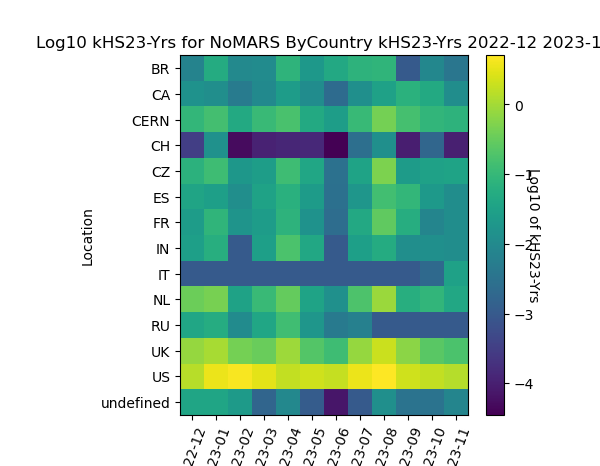 Log10 kHS23-Yrs for NoMARS ByCountry kHS23-Yrs 2022-12 2023-1
BR
CA
CERN
CH
CZ
ES
FR
IN
IT
NL
RU
UK
US
undefined
Location
22-12
23-01
23-02
23-03
23-04
23-05
23-06
23-07
23-08
23-09
23-10
23-11
0
−1
−2
−3
−4
Log10 of kHS23-Yrs